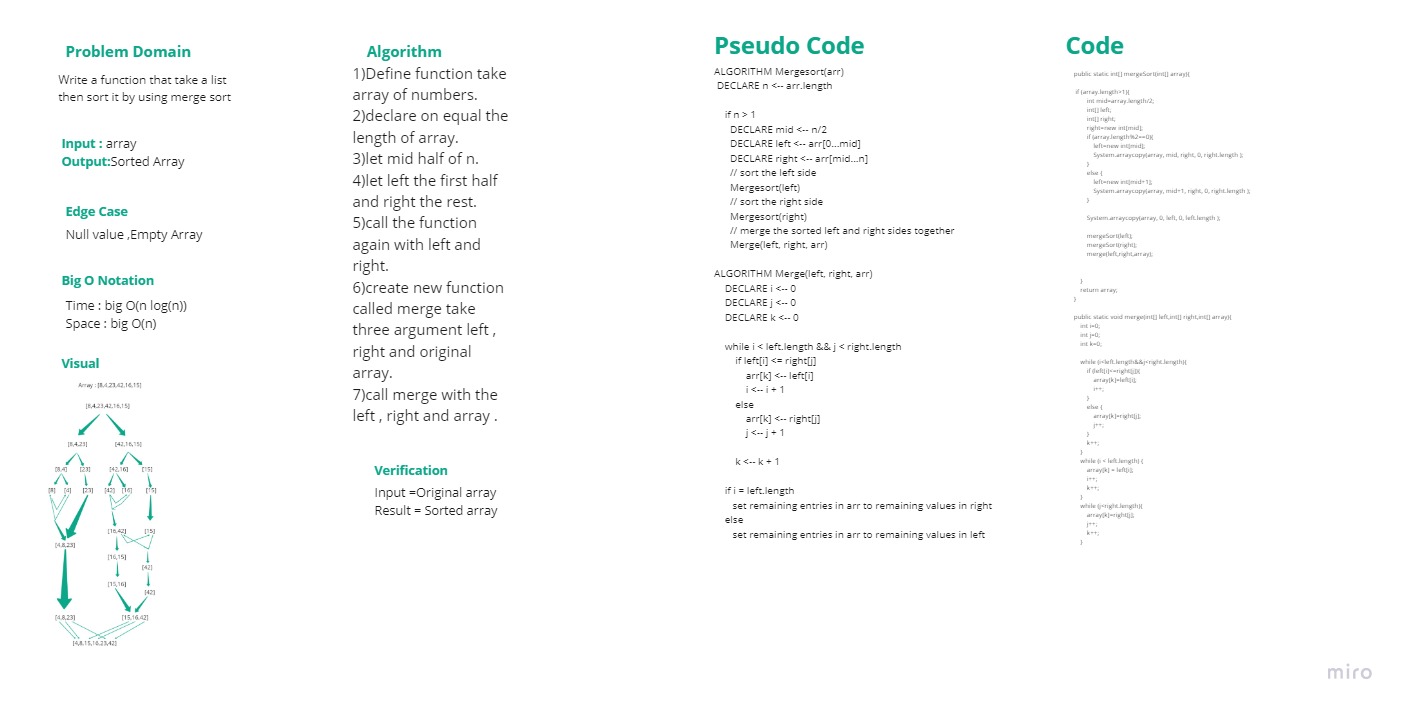 Problem Domain
Write a function that take a list
then sort it by using merge sort
Input : array
Output:Sorted Array
Edge Case
Null value ,Empty Array
Big O Notation
Time : big O(n log(n))
Space : big O(n)
Visual
Array : [8,4,23,42,16,15]
[8,4,23,42,16,15]
[8,4,23] [42,16,15]
[8,4] [23] [42,16] [15]
[8] [4] [23] [42] [16] [15]
[16,42] [15]
[4,8,23]
[16,15]
[42]
[15,16]
[42]
[4,8,23] [15,16,42]
[4,8,15,16,23,42]
Algorithm
1)Define function take
array of numbers.
2)declare on equal the
length of array.
3)let mid half of n.
4)let left the first half
and right the rest.
5)call the function
again with left and
right.
6)create new function
called merge take
three argument left ,
right and original
array.
7)call merge with the
left , right and array .
Verification
Input =Original array
Result = Sorted array
Pseudo Code
ALGORITHM Mergesort(arr)
DECLARE n <-- arr.length
if n > 1
DECLARE mid <-- n/2
DECLARE left <-- arr[0...mid]
DECLARE right <-- arr[mid...n]
// sort the left side
Mergesort(left)
// sort the right side
Mergesort(right)
// merge the sorted left and right sides together
Merge(left, right, arr)
ALGORITHM Merge(left, right, arr)
DECLARE i <-- 0
DECLARE j <-- 0
DECLARE k <-- 0
while i < left.length && j < right.length
if left[i] <= right[j]
arr[k] <-- left[i]
i <-- i + 1
else
arr[k] <-- right[j]
j <-- j + 1
k <-- k + 1
if i = left.length
set remaining entries in arr to remaining values in right
else
set remaining entries in arr to remaining values in left
Code
public static int[] mergeSort(int[] array){
if (array.length>1){
int mid=array.length/2;
int[] left;
int[] right;
right=new int[mid];
if (array.length%2==0){
left=new int[mid];
System.arraycopy(array, mid, right, 0, right.length );
}
else {
left=new int[mid+1];
System.arraycopy(array, mid+1, right, 0, right.length );
}
System.arraycopy(array, 0, left, 0, left.length );
mergeSort(left);
mergeSort(right);
merge(left,right,array);
}
return array;
}
public static void merge(int[] left,int[] right,int[] array){
int i=0;
int j=0;
int k=0;
while (i<left.length&&j<right.length){
if (left[i]<=right[j]){
array[k]=left[i];
i++;
}
else {
array[k]=right[j];
j++;
}
k++;
}
while (i < left.length) {
array[k] = left[i];
i++;
k++;
}
while (j<right.length){
array[k]=right[j];
j++;
k++;
}
miro